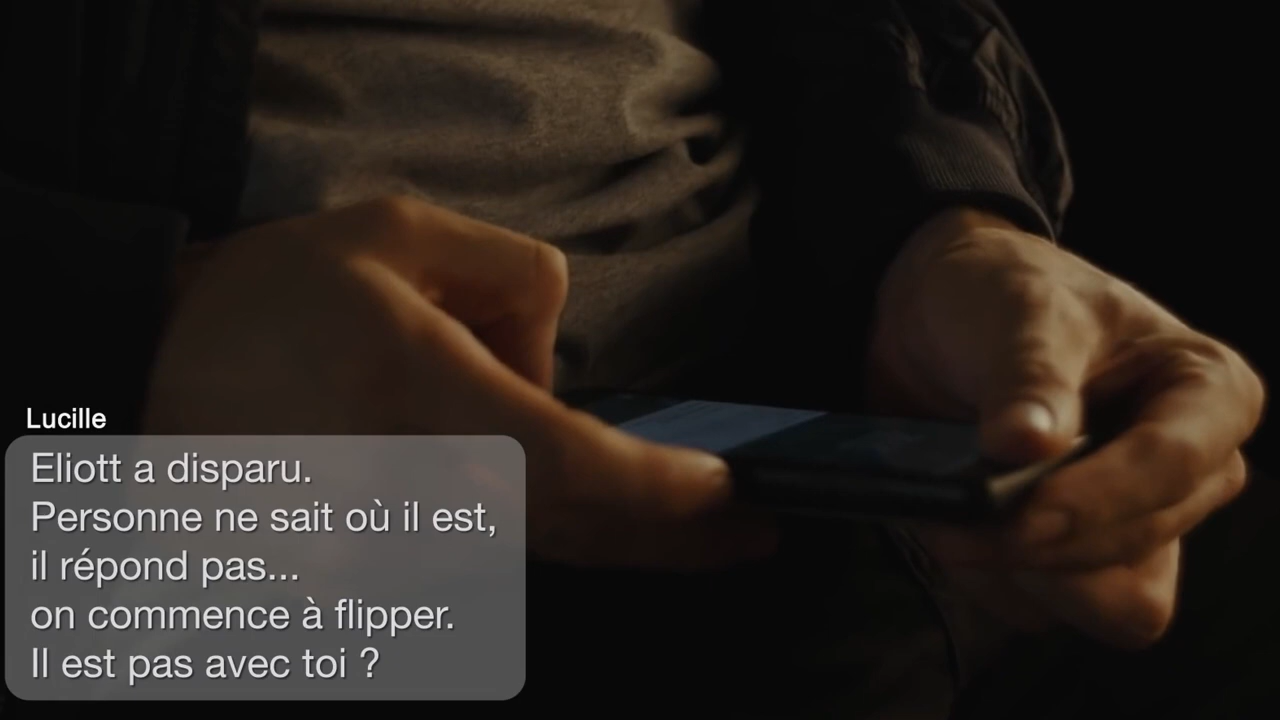 Lucille
Eliott a disparu.
Personne ne sait où il est,
il répond pas...
on commence à flipper.
Il est pas avec toi ?